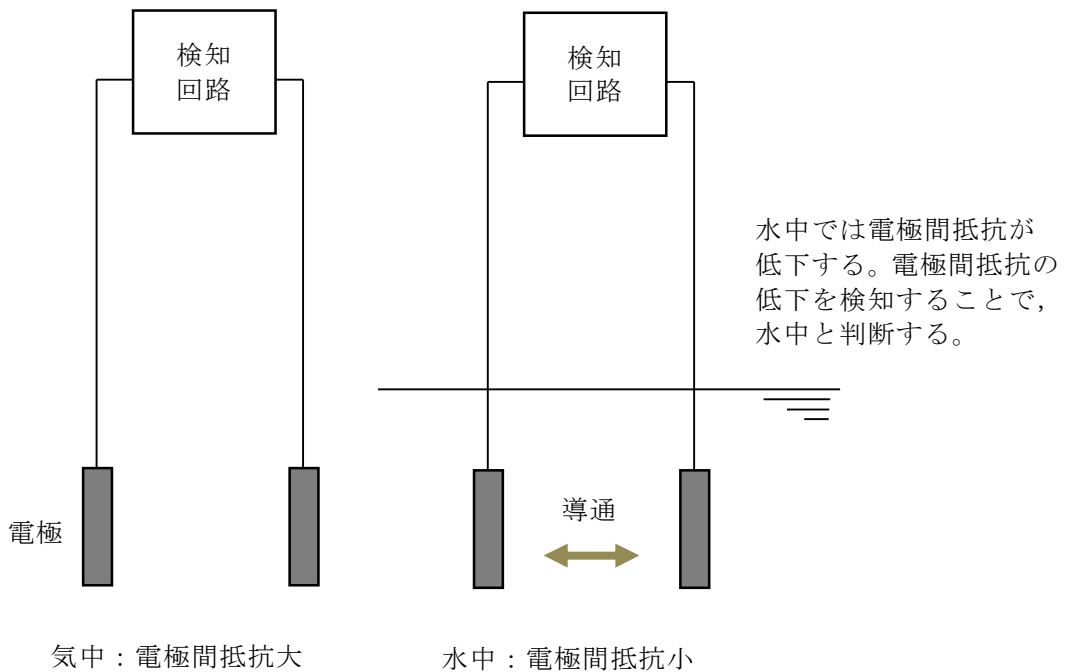 検知
回路
検知
回路
水中では電極間抵抗が
低下する。電極間抵抗の
低下を検知することで,
水中と判断する。
導通
電極
気中:電極間抵抗大
水中:電極間抵抗小